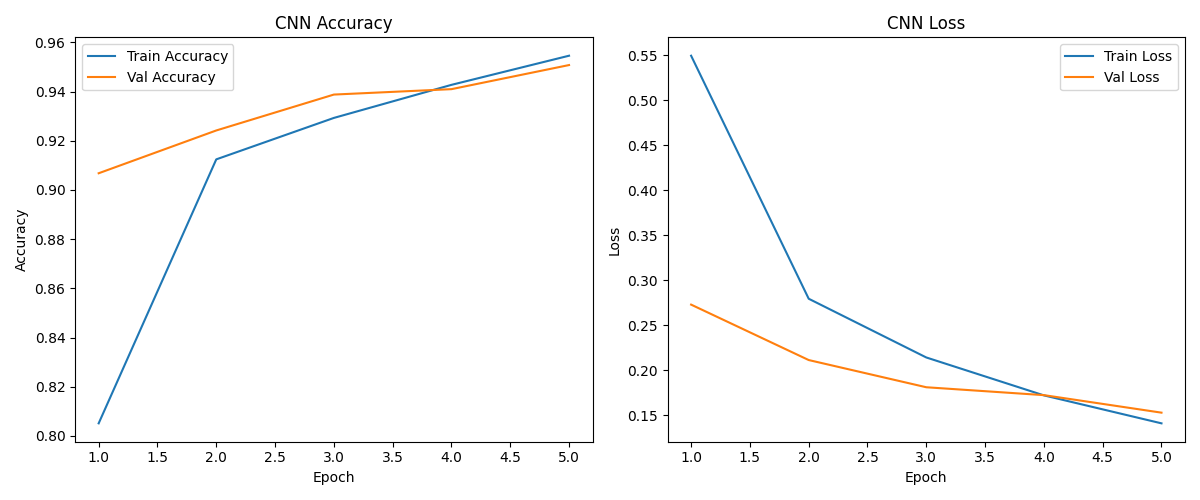 CNN Accuracy
Train Accuracy
Val Accuracy
Accuracy
0.96
0.94
0.92
0.90
0.88
0.86
0.84
0.82
0.80
1.0 1.5 2.0 2.5 3.0 3.5 4.0 4.5 5.0
Epoch
CNN Loss
Train Loss
Val Loss
Loss
0.55
0.50
0.45
0.40
0.35
0.30
0.25
0.20
0.15
1.0 1.5 2.0 2.5 3.0 3.5 4.0 4.5 5.0
Epoch